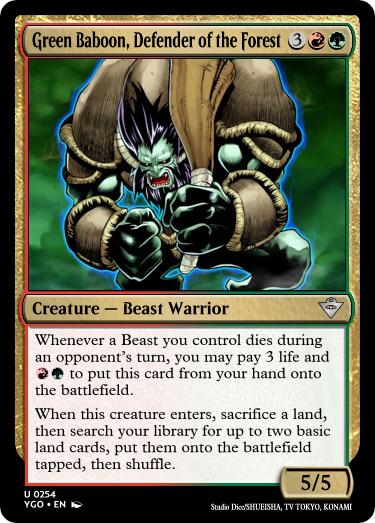 Green Baboon, Defender of the Forest 3
Creature — Beast Warrior
Whenever a Beast you control dies during
an opponent's turn, you may pay 3 life and
to put this card from your hand onto
the battlefield.
When this creature enters, sacrifice a land,
then search your library for up to two basic
land cards, put them onto the battlefield
tapped, then shuffle.
5/5
U 0254
YGO • EN
Studio Dice/SHUEISHA, TV TOKYO, KONAMI